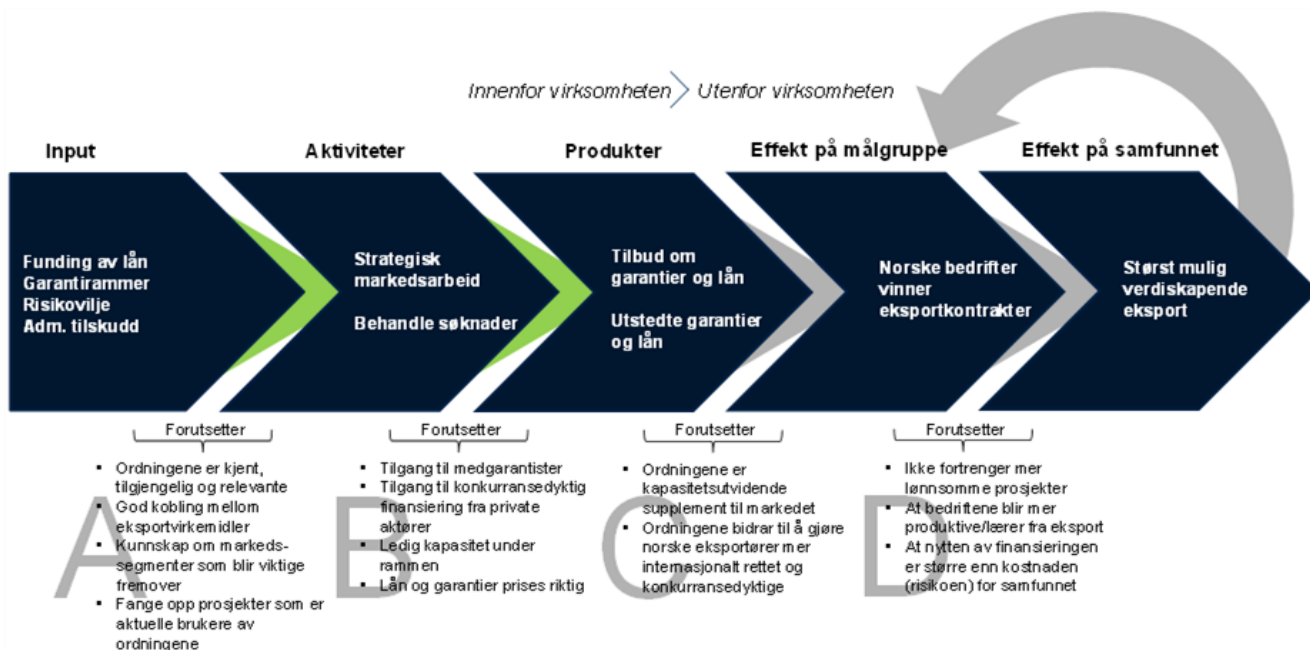 Innenfor virksomheten
Utenfor virksomheten
Input
Aktiviteter
Produkter
Effekt på målgruppe
Effekt på samfunnet
Funding av lån
Garantirammer
Risikovilje
Adm. tilskudd
Strategisk
markedsarbeid
Behandle søknader
Tilbud om
garantier og lån
Utstedte garantier
og lån
Norske bedrifter
vinner
eksportkontrakter
Størst mulig
verdiskapende
eksport
Forutsetter
A
▪ Ordningene er kjent,
tilgjengelig og relevante
▪ God kobling mellom
eksportvirkemidler
▪ Kunnskap om markeds-
segmenter som blir viktige
fremover
▪ Fange opp prosjekter som er
aktuelle brukere av
ordningene
Forutsetter
B
▪ Tilgang til medgarantister
▪ Tilgang til konkurransedyktig
finansiering fra private
aktører
▪ Ledig kapasitet under
rammen
▪ Lån og garantier prises riktig
Forutsetter
C
▪ Ordningene er
kapasitetsutvidende
supplement til markedet
▪ Ordningene bidrar til å gjøre
norske eksportører mer
internasjonalt rettet og
konkurransedyktige
Forutsetter
D
▪ Ikke fortrenger mer
lønnsomme prosjekter
▪ At bedriftene blir mer
produktive/lærer fra eksport
▪ At nytten av finansieringen
er større enn kostnaden
(risikoen) for samfunnet